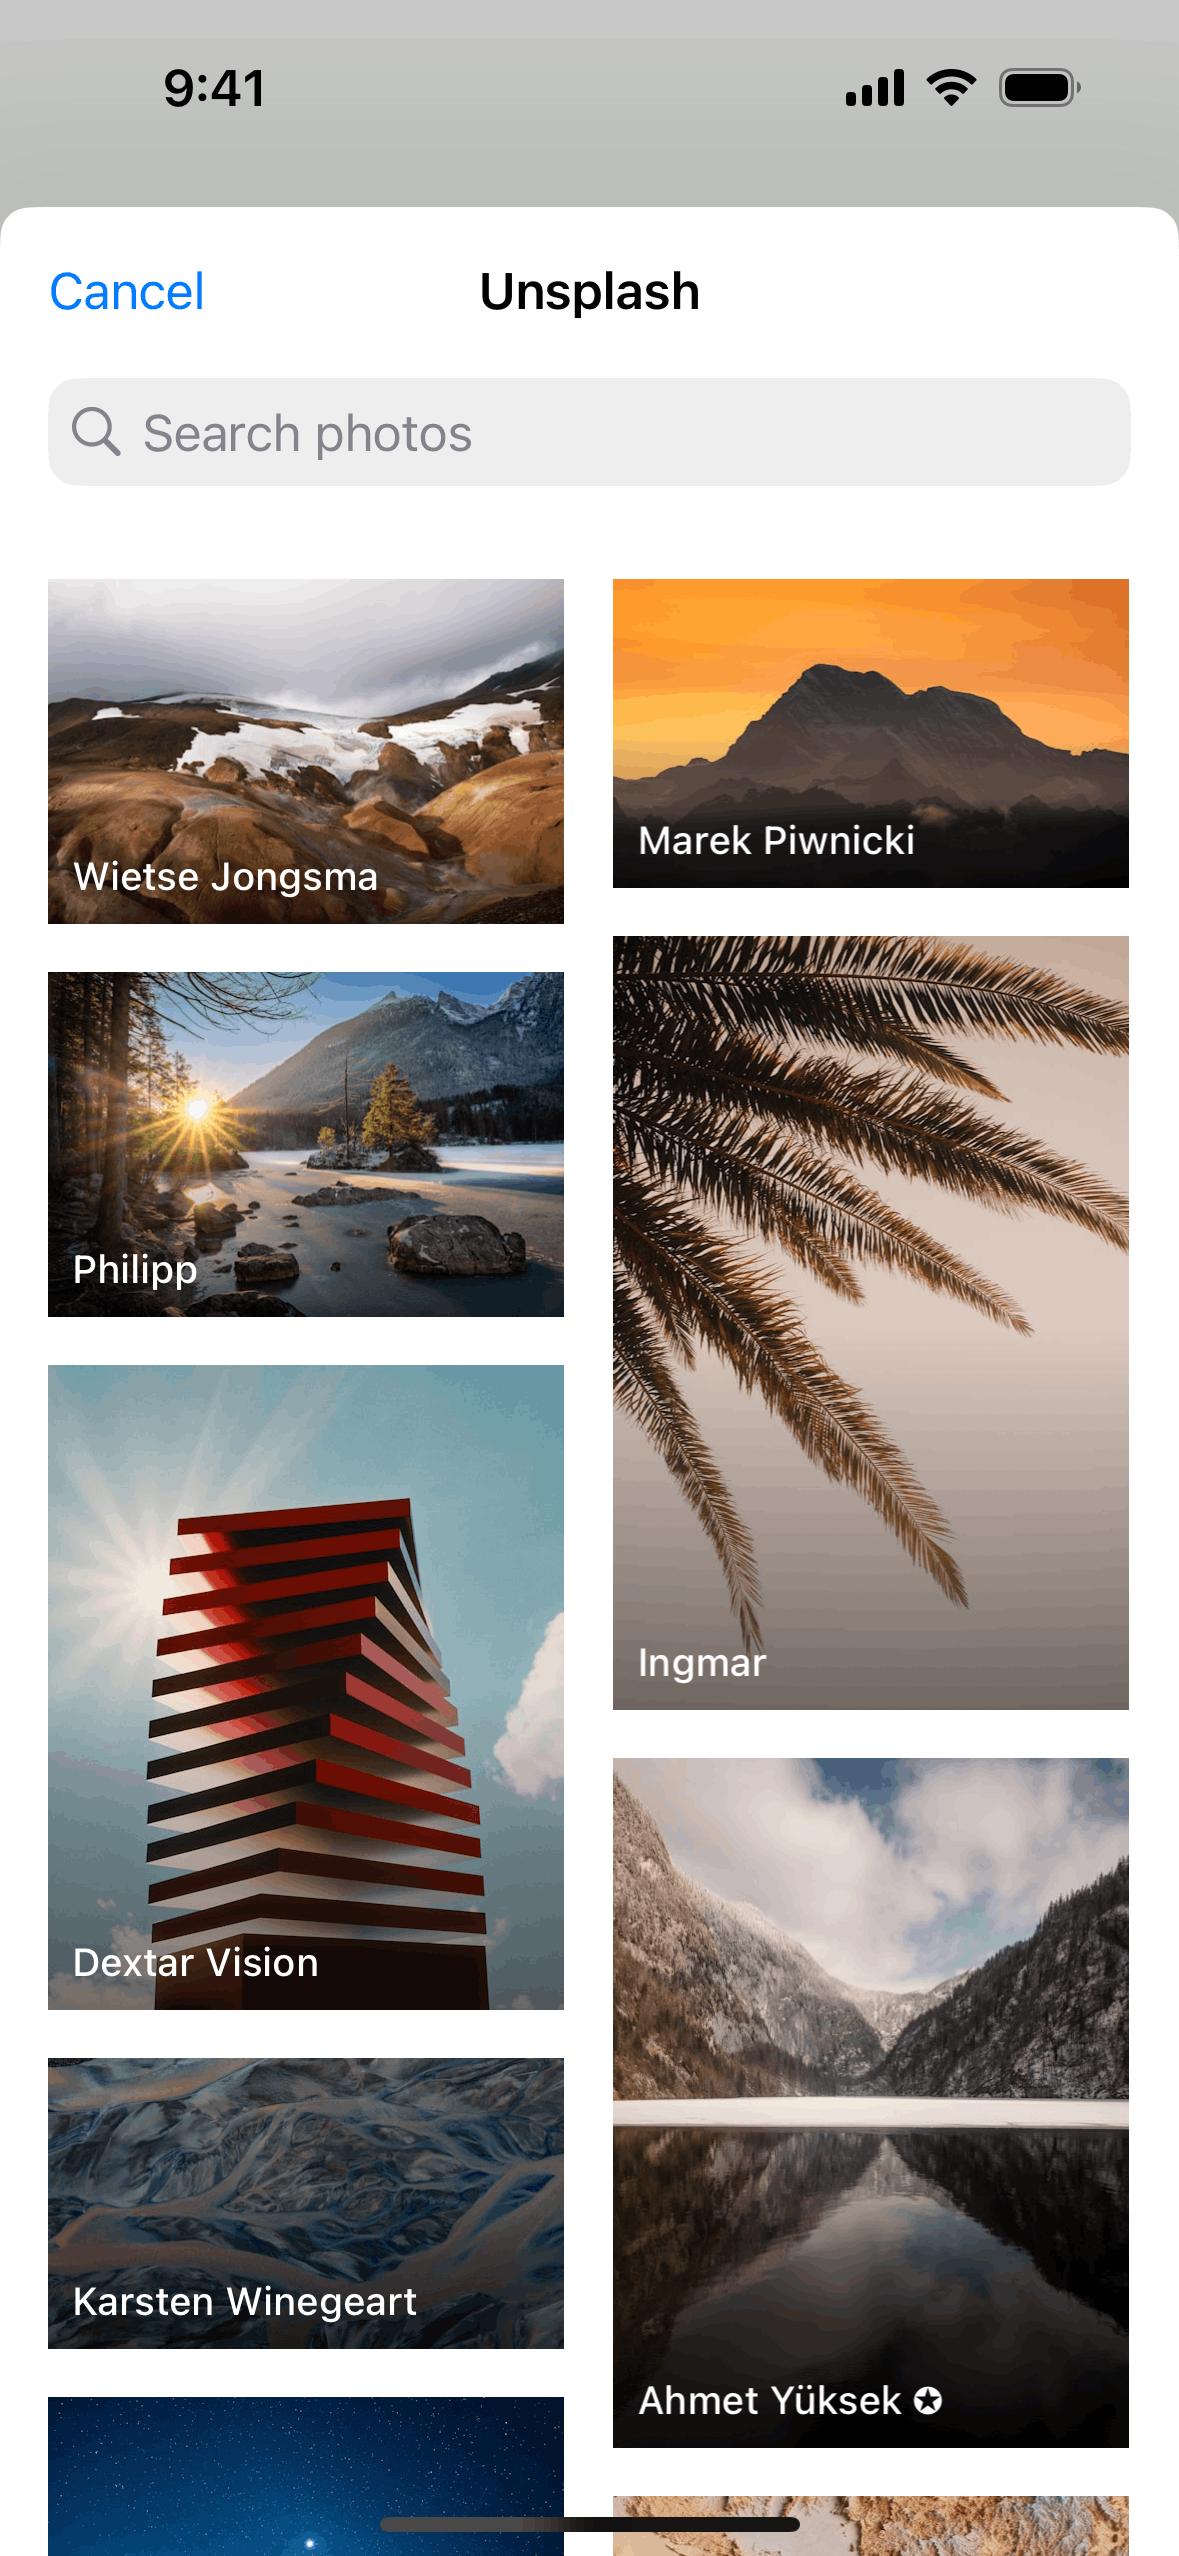 9:41
Cancel
Unsplash
Search photos
Wietse Jongsma
Marek Piwnicki
Philipp
Ingmar
Dextar Vision
Karsten Winegeart
Ahmet Yüksek ✪